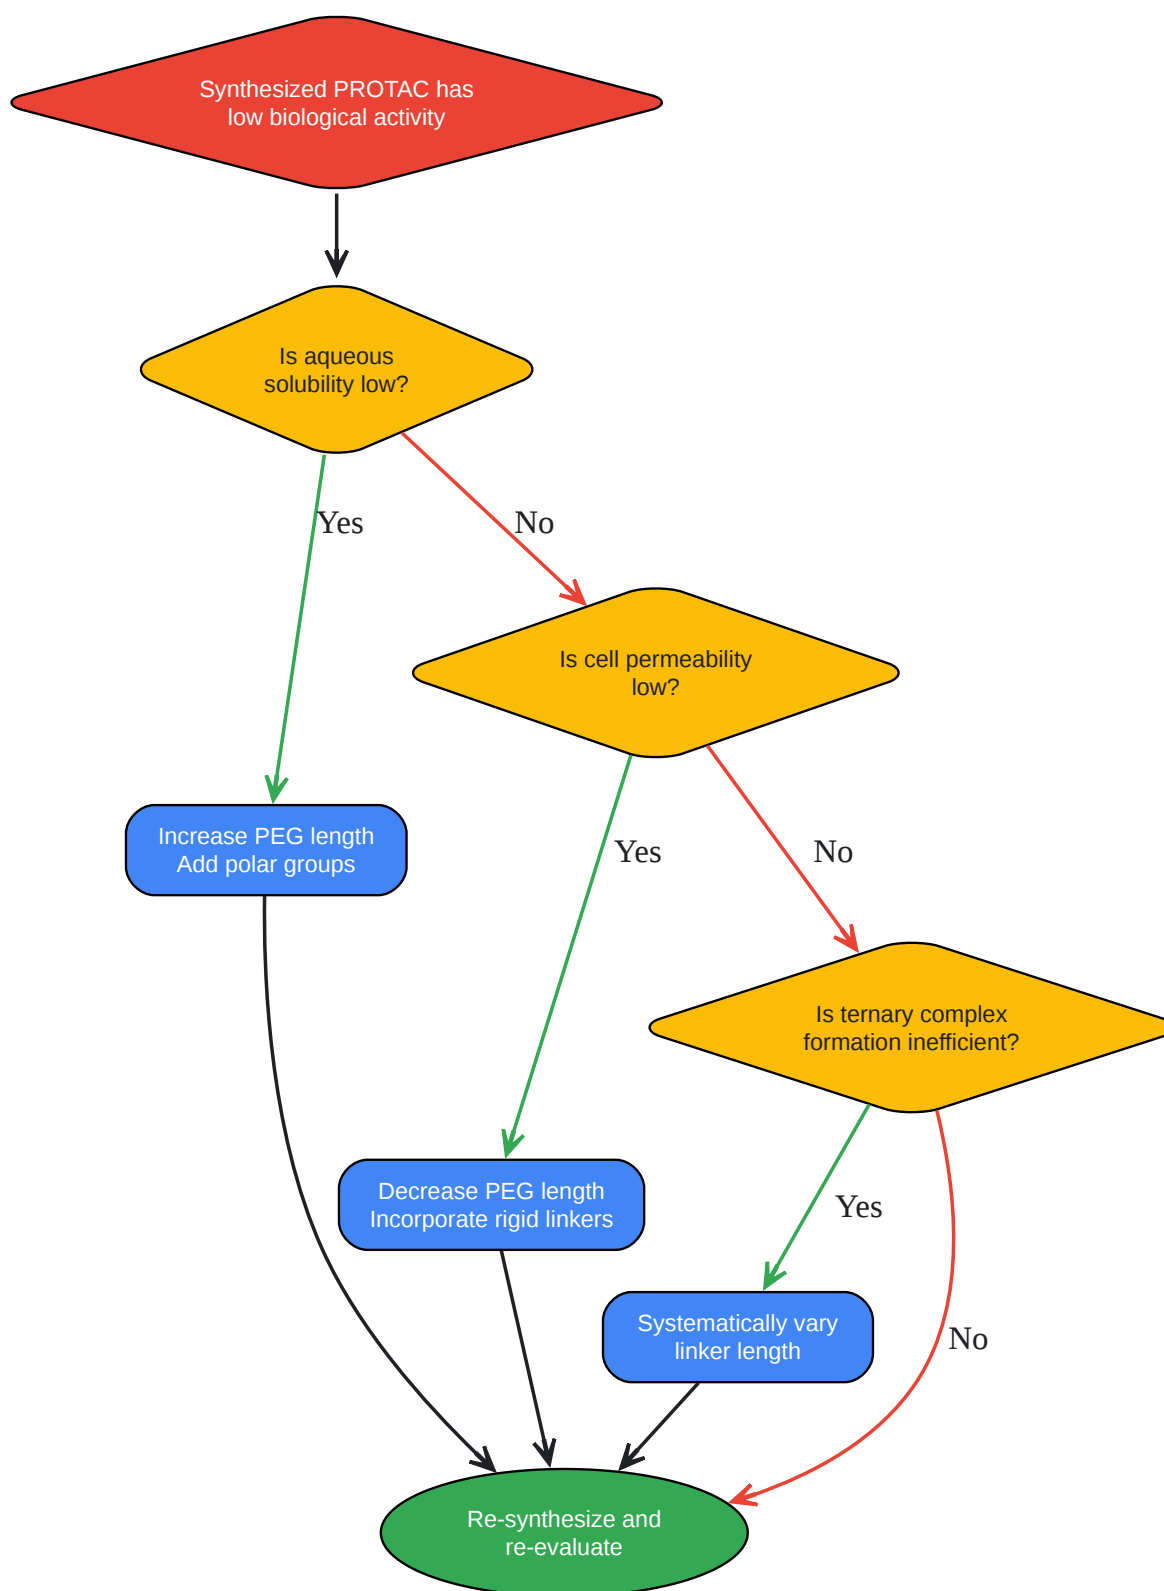 Synthesized PROTAC has
low biological activity
Is aqueous
solubility low?
Yes
No
Is cell permeability
low?
Increase PEG length
Add polar groups
Yes
No
Is ternary complex
formation inefficient?
Decrease PEG length
Incorporate rigid linkers
Yes
Systematically vary
linker length
No
Re-synthesize and
re-evaluate